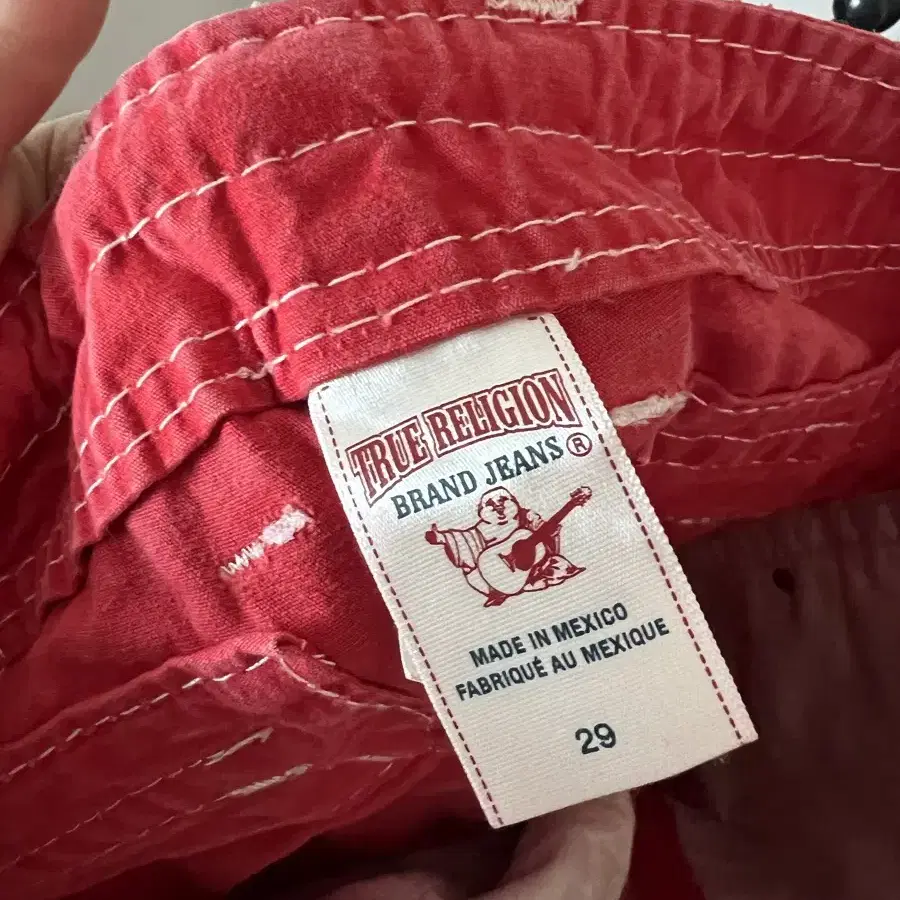 TRUE RELIGION
BRAND JEANS®
MADE IN MEXICO
FABRIQUÉ AU MEXIQUE
29